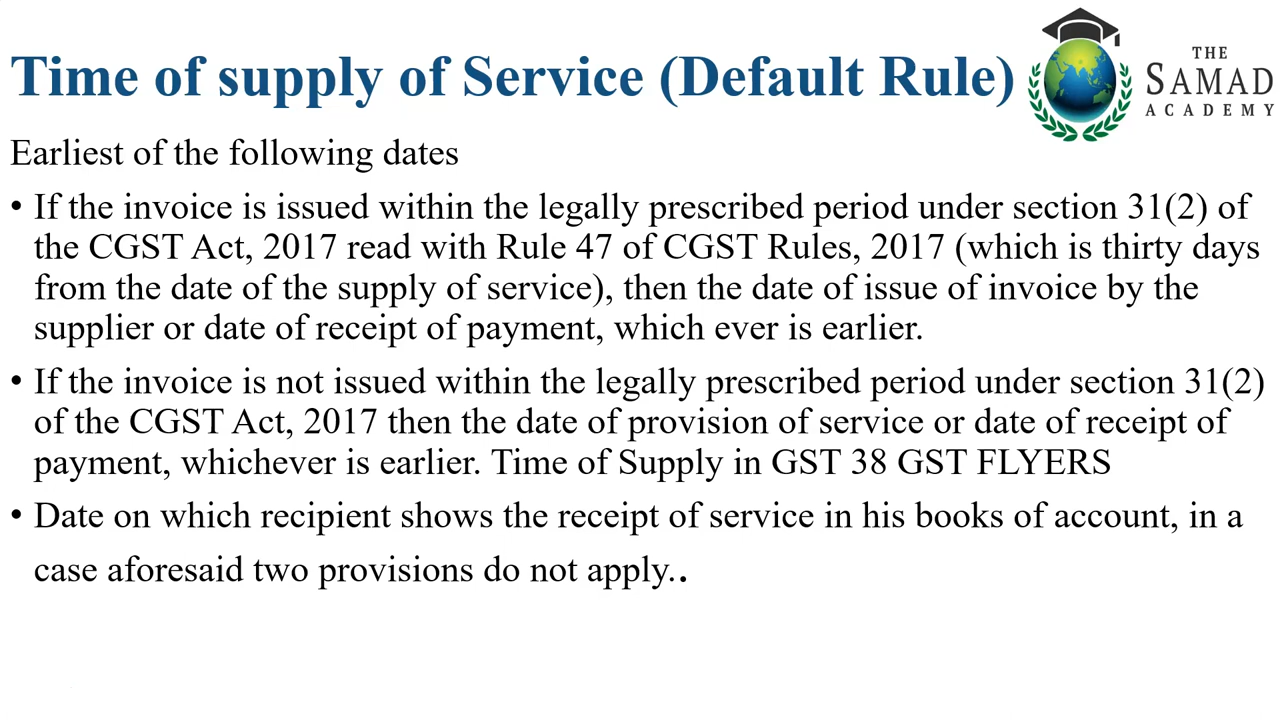 Time of supply of Service (Default Rule)
THE
SAMAD
ACADEMY
Earliest of the following dates
• If the invoice is issued within the legally prescribed period under section 31(2) of
the CGST Act, 2017 read with Rule 47 of CGST Rules, 2017 (which is thirty days
from the date of the supply of service), then the date of issue of invoice by the
supplier or date of receipt of payment, which ever is earlier.
• If the invoice is not issued within the legally prescribed period under section 31(2)
of the CGST Act, 2017 then the date of provision of service or date of receipt of
payment, whichever is earlier. Time of Supply in GST 38 GST FLYERS
• Date on which recipient shows the receipt of service in his books of account, in a
case aforesaid two provisions do not apply..